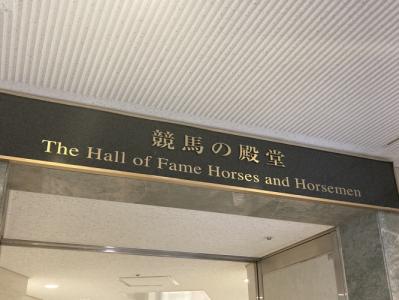 競馬の殿堂
The Hall of Fame Horses and Horsemen